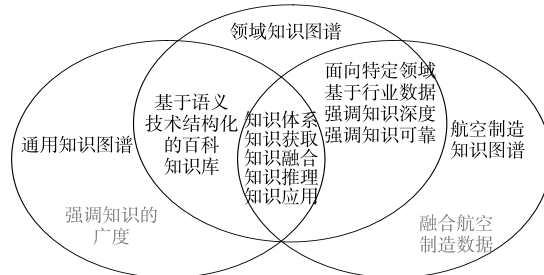 领域知识图谱
通用知识图谱
强调知识的
广度
基于语义
技术结构化
的百科
知识库
知识体系
知识获取
知识融合
知识推理
知识应用
面向特定领域
基于行业数据
强调知识深度
强调知识可靠
航空制造
知识图谱
融合航空
制造数据